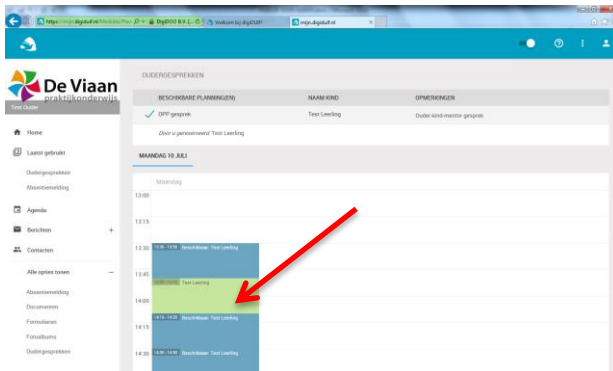 DigiDUO B.V. [...
Welkom bij digiDUIF
mijn.digiduif.nl
De Viaan
praktijkonderwijs
Test Ouder
Home
Laatst gebruikt
Oudergesprekken
Absentiemelding
Agenda
Berichten +
Contacten
Alle opties tonen –
Absentiemelding
Documenten
Formulieren
Fotoalbums
Oudergesprekken
OUDERGESPREKKEN
BESCHIKBARE PLANNING(EN) NAAM KIND OPMERKINGEN
OPP gesprek Test Leerling Ouder-kind-mentor gesprek
Door u genoemeerd Test Leerling
MAANDAG 10 JULI
Maandag
13:00
13:15
13:30 Beschikbaar Test Leerling
13:45
Test Leerling
14:00
Beschikbaar Test Leerling
14:15
14:30 Beschikbaar Test Leerling